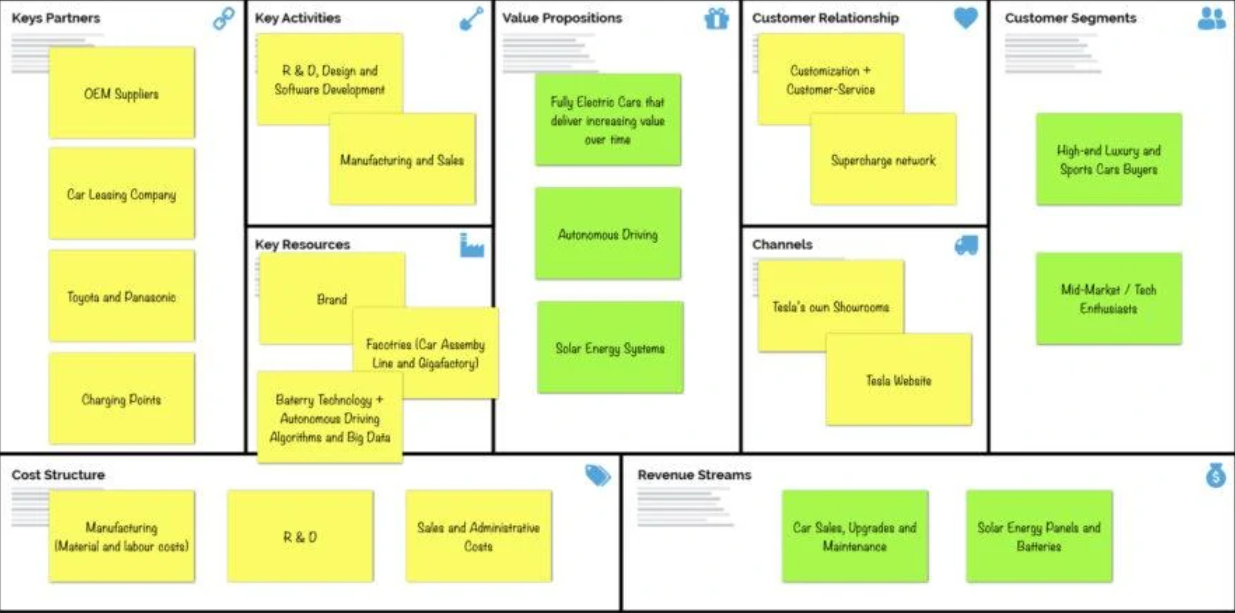 Keys Partners
OEM Suppliers
Car Leasing Company
Toyota and Panasonic
Charging Points
Key Activities
R & D, Design and
Software Development
Manufacturing and Sales
Key Resources
Brand
Facotries (Car Assemby
Line and Gigafactory)
Baterry Technology +
Autonomous Driving
Algorithms and Big Data
Value Propositions
Fully Electric Cars that
deliver increasing value
over time
Autonomous Driving
Solar Energy Systems
Customer Relationship
Customization +
Customer-Service
Supercharge network
Channels
Tesla's own Showrooms
Tesla Website
Customer Segments
High-end Luxury and
Sports Cars Buyers
Mid-Market / Tech
Enthusiasts
Cost Structure
Manufacturing
(Material and labour costs)
R & D
Sales and Administrative
Costs
Revenue Streams
$
Car Sales, Upgrades and
Maintenance
Solar Energy Panels and
Batteries